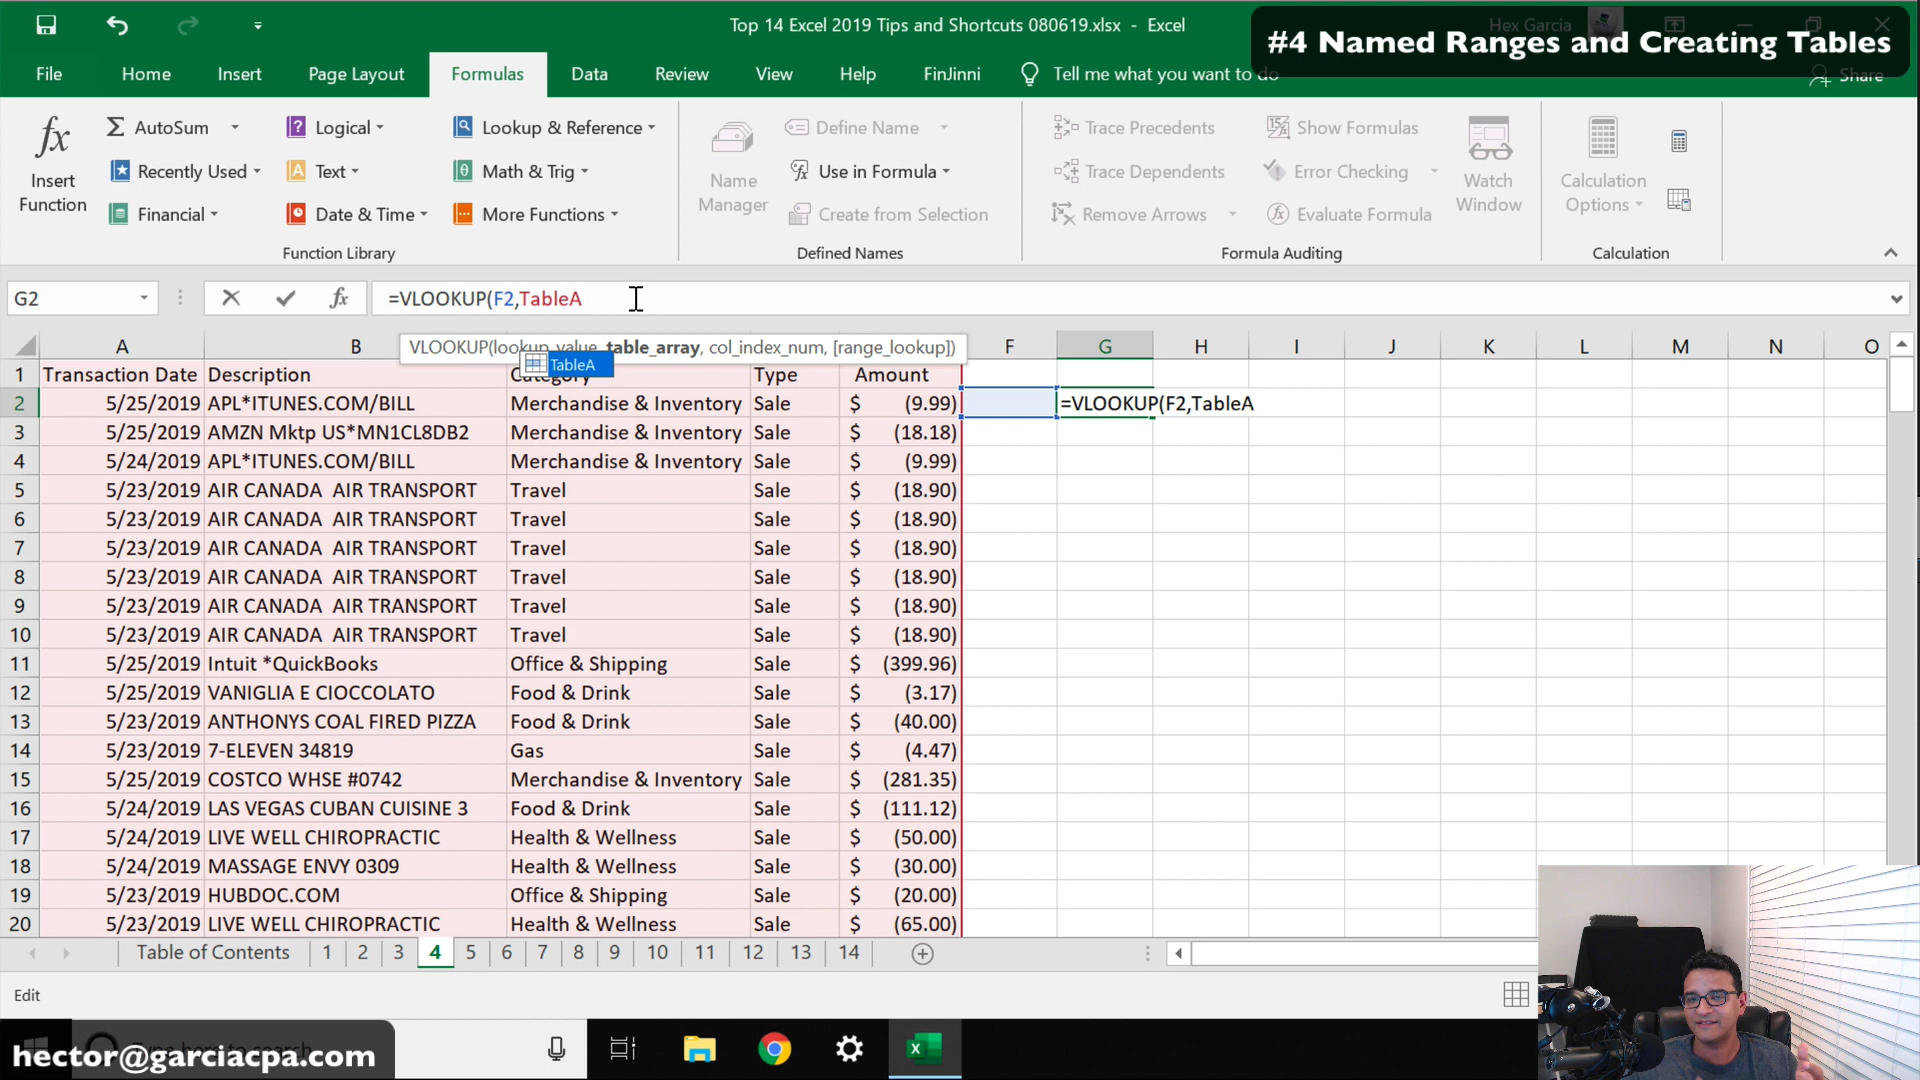 Top 14 Excel 2019 Tips and Shortcuts 080619.xlsx - Excel
Hex Garcia
#4 Named Ranges and Creating Tables
File Home Insert Page Layout Formulas Data Review View Help FinJinni Tell me what you want to do Share
Insert Function
AutoSum
Recently Used
Financial
Logical
Text
Date & Time
Lookup & Reference
Math & Trig
More Functions
Function Library
Name Manager
Define Name
Use in Formula
Create from Selection
Defined Names
Trace Precedents
Trace Dependents
Remove Arrows
Show Formulas
Error Checking
Evaluate Formula
Formula Auditing
Watch Window
Calculation Options
Calculation
G2 fx =VLOOKUP(F2,TableA
VLOOKUP(lookup_value, table_array, col_index_num, [range_lookup])
TableA
A B F G H I J K L M N O
1 Transaction Date Description Category Type Amount
2 5/25/2019 APL*ITUNES.COM/BILL Merchandise & Inventory Sale $ (9.99) =VLOOKUP(F2,TableA
3 5/25/2019 AMZN Mktp US*MN1CL8DB2 Merchandise & Inventory Sale $ (18.18)
4 5/24/2019 APL*ITUNES.COM/BILL Merchandise & Inventory Sale $ (9.99)
5 5/23/2019 AIR CANADA AIR TRANSPORT Travel Sale $ (18.90)
6 5/23/2019 AIR CANADA AIR TRANSPORT Travel Sale $ (18.90)
7 5/23/2019 AIR CANADA AIR TRANSPORT Travel Sale $ (18.90)
8 5/23/2019 AIR CANADA AIR TRANSPORT Travel Sale $ (18.90)
9 5/23/2019 AIR CANADA AIR TRANSPORT Travel Sale $ (18.90)
10 5/23/2019 AIR CANADA AIR TRANSPORT Travel Sale $ (18.90)
11 5/25/2019 Intuit *QuickBooks Office & Shipping Sale $ (399.96)
12 5/25/2019 VANIGLIA E CIOCCOLATO Food & Drink Sale $ (3.17)
13 5/23/2019 ANTHONYS COAL FIRED PIZZA Food & Drink Sale $ (40.00)
14 5/23/2019 7-ELEVEN 34819 Gas Sale $ (4.47)
15 5/25/2019 COSTCO WHSE #0742 Merchandise & Inventory Sale $ (281.35)
16 5/24/2019 LAS VEGAS CUBAN CUISINE 3 Food & Drink Sale $ (111.12)
17 5/24/2019 LIVE WELL CHIROPRACTIC Health & Wellness Sale $ (50.00)
18 5/24/2019 MASSAGE ENVY 0309 Health & Wellness Sale $ (30.00)
19 5/23/2019 HUBDOC.COM Office & Shipping Sale $ (20.00)
20 5/23/2019 LIVE WELL CHIROPRACTIC Health & Wellness Sale $ (65.00)
Table of Contents 1 2 3 4 5 6 7 8 9 10 11 12 13 14
Edit
hector@garciacpa.com